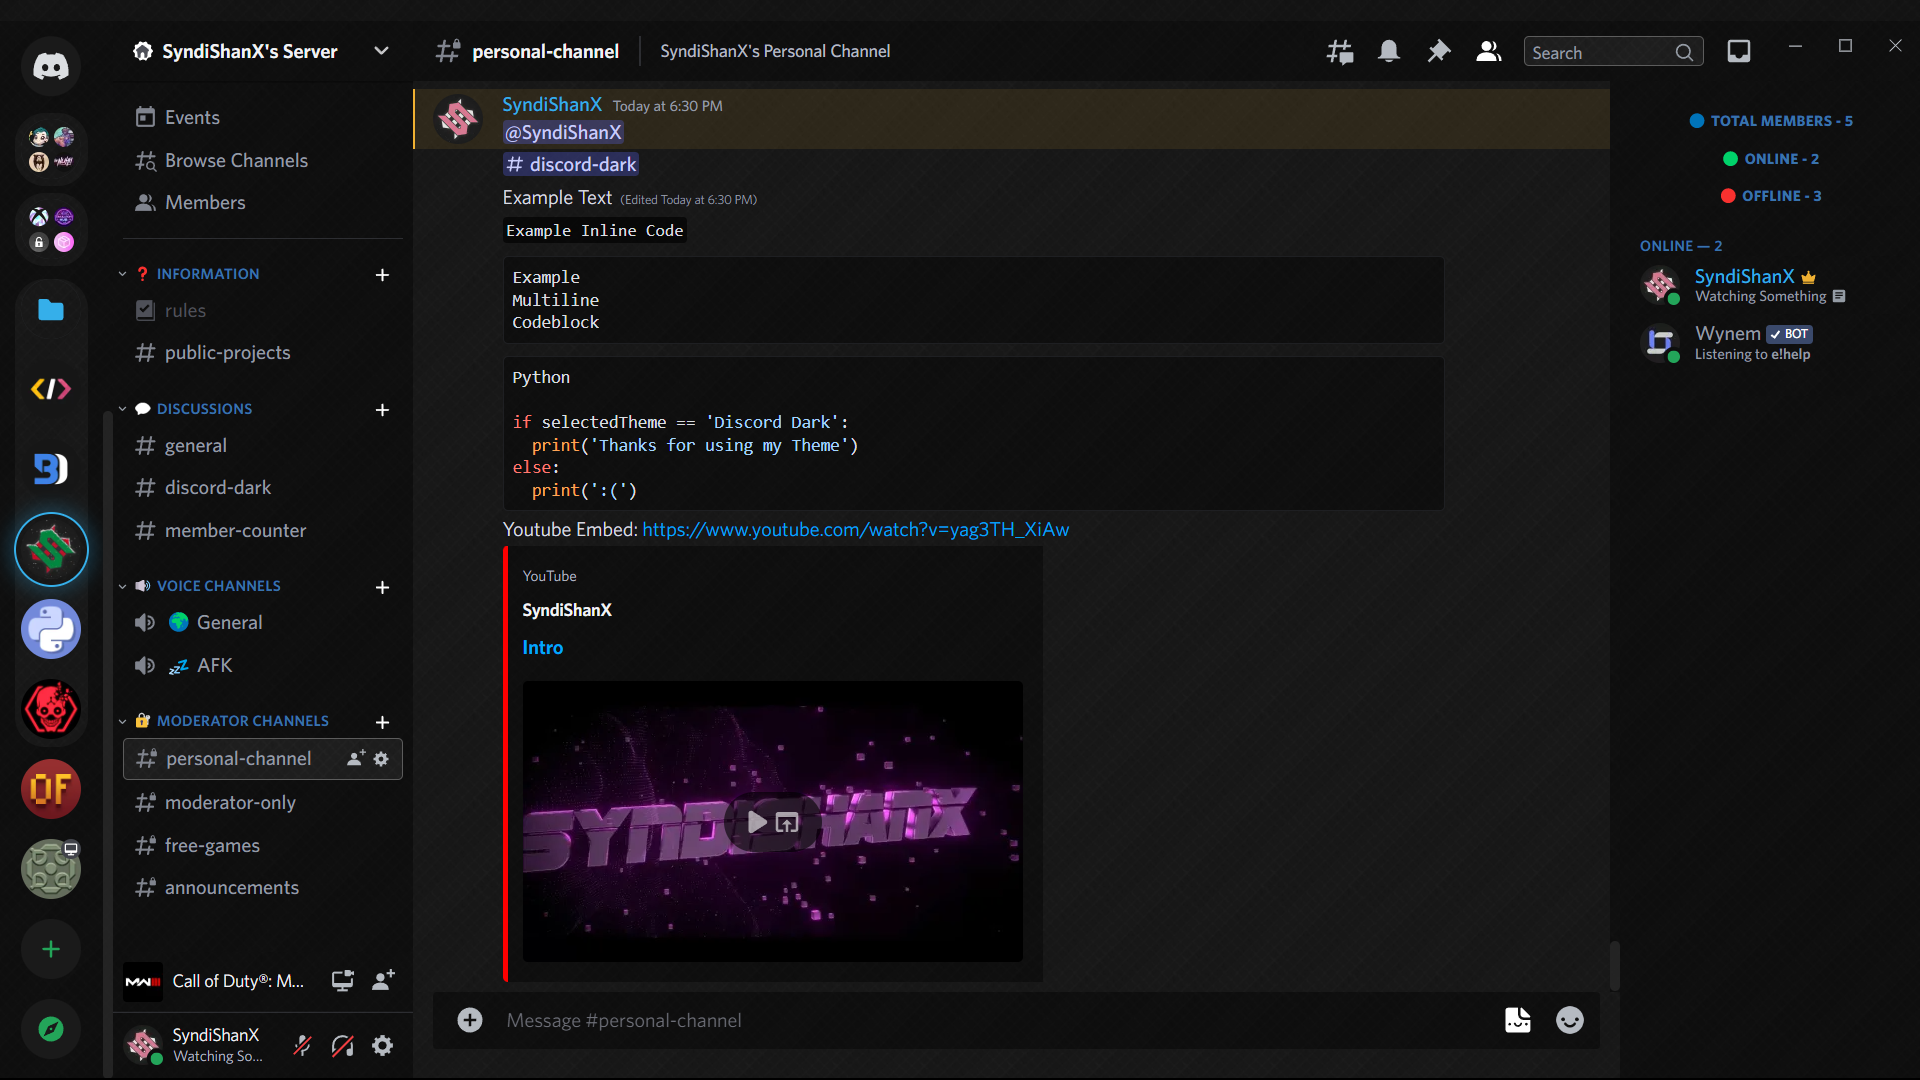 SyndiShanX's Server
personal-channel
SyndiShanX's Personal Channel
Search
Events
Browse Channels
Members
INFORMATION
rules
public-projects
DISCUSSIONS
general
discord-dark
member-counter
VOICE CHANNELS
General
AFK
MODERATOR CHANNELS
personal-channel
moderator-only
free-games
announcements
OF
MW
Call of Duty®: M...
SyndiShanX
Watching So...
SyndiShanX Today at 6:30 PM
@SyndiShanX
# discord-dark
Example Text (Edited Today at 6:30 PM)
Example Inline Code
Example
Multiline
Codeblock
Python
if selectedTheme == 'Discord Dark':
  print('Thanks for using my Theme')
else:
  print(':(')
Youtube Embed: https://www.youtube.com/watch?v=yag3TH_XiAw
YouTube
SyndiShanX
Intro
SYNDISHANX
Message #personal-channel
TOTAL MEMBERS - 5
ONLINE - 2
OFFLINE - 3
ONLINE — 2
SyndiShanX
Watching Something
Wynem BOT
Listening to e!help